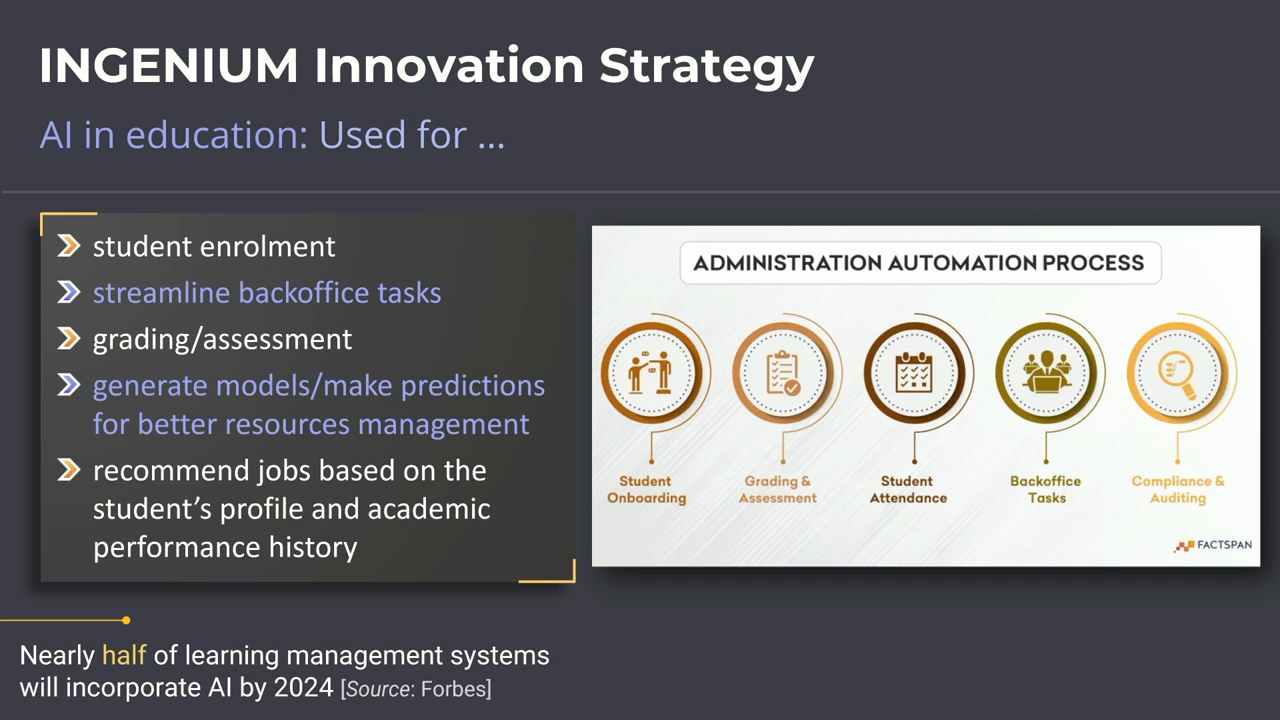 INGENIUM Innovation Strategy
AI in education: Used for ...
student enrolment
streamline backoffice tasks
grading/assessment
generate models/make predictions
for better resources management
recommend jobs based on the
student’s profile and academic
performance history
ADMINISTRATION AUTOMATION PROCESS
Student
Onboarding
Grading &
Assessment
Student
Attendance
Backoffice
Tasks
Compliance &
Auditing
FACTSPAN
Nearly half of learning management systems
will incorporate AI by 2024 [Source: Forbes]